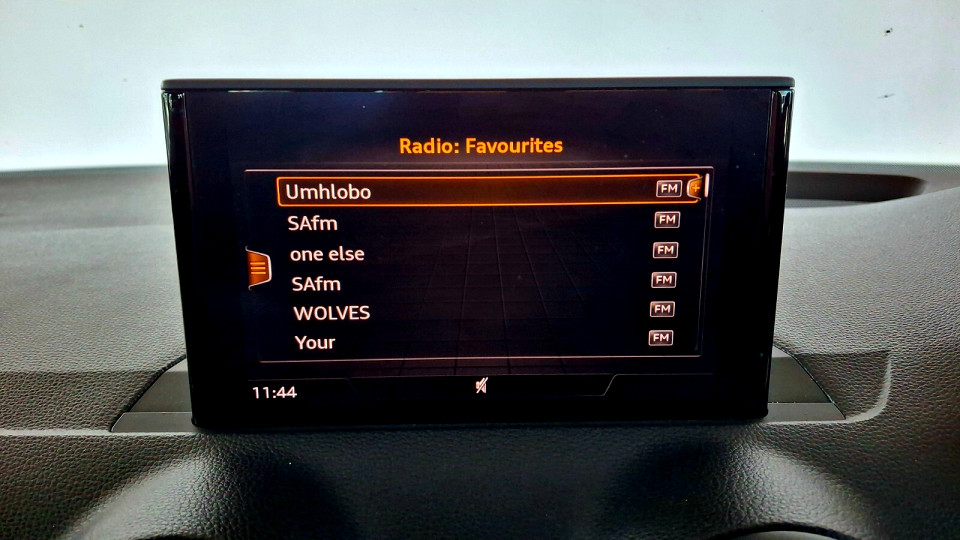 Radio: Favourites
Umhlobo FM
SAfm FM
one else FM
SAfm FM
WOLVES FM
Your FM
11:44